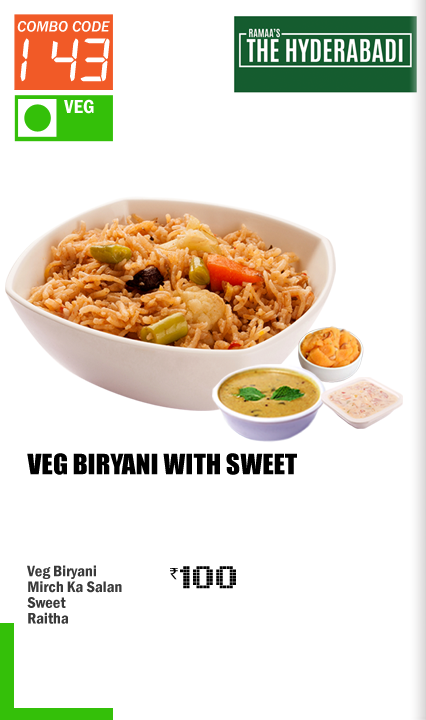 COMBO CODE
143
VEG
RAMAA'S
THE HYDERABADI
VEG BIRYANI WITH SWEET
Veg Biryani
Mirch Ka Salan
Sweet
Raitha
₹100